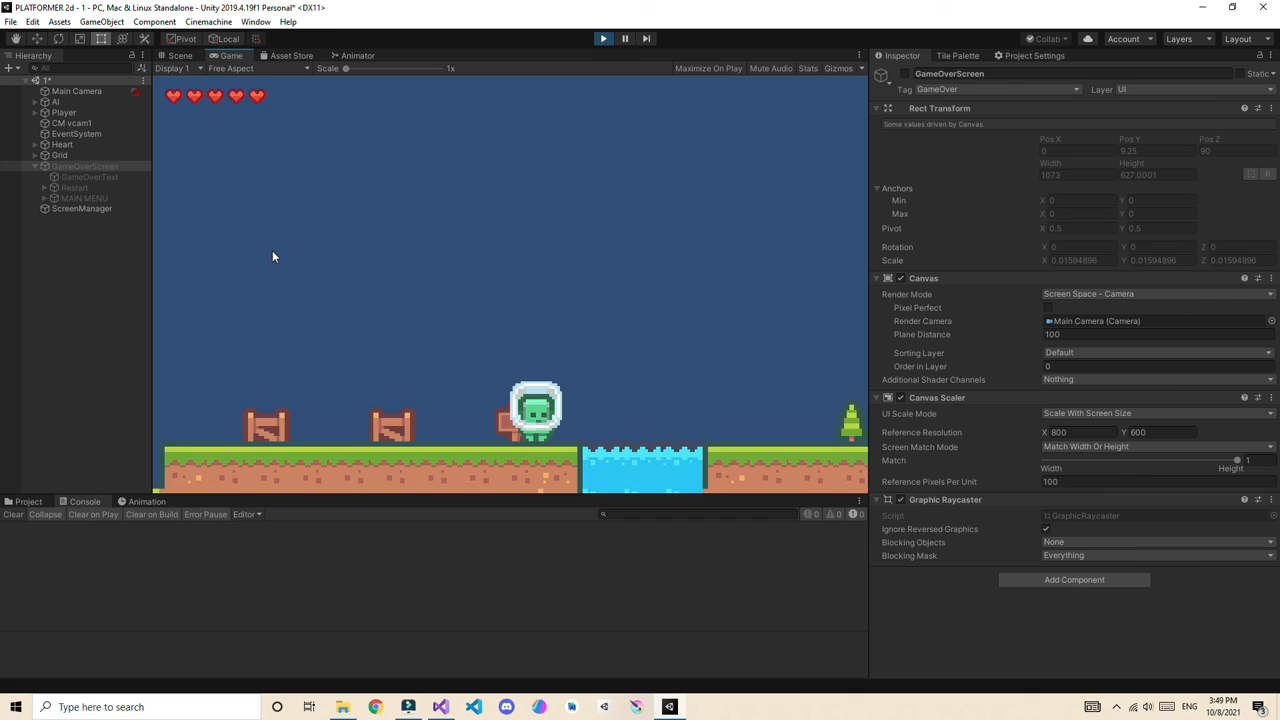 PLATFORMER 2d - 1 - PC, Mac & Linux Standalone - Unity 2019.4.19f1 Personal* <DX11>
File Edit Assets GameObject Component Cinemachine Window Help
Pivot Local Collab Account Layers Layout
Hierarchy Scene Game Asset Store Animator Inspector Tile Palette Project Settings
All Display 1 Free Aspect Scale 1x Maximize On Play Mute Audio Stats Gizmos
1*
Main Camera
AI
Player
CM vcam1
EventSystem
Heart
Grid
GameOverScreen
GameOverText
Restart
MAIN MENU
ScreenManager
GameOverScreen Static
Tag GameOver Layer UI
Rect Transform
Some values driven by Canvas.
Pos X Pos Y Pos Z
0 9.25 90
Width Height
1073 627.0001 R
Anchors
Min X 0 Y 0
Max X 0 Y 0
Pivot X 0.5 Y 0.5
Rotation X 0 Y 0 Z 0
Scale X 0.01594896 Y 0.01594896 Z 0.01594896
Canvas
Render Mode Screen Space - Camera
Pixel Perfect
Render Camera Main Camera (Camera)
Plane Distance 100
Sorting Layer Default
Order in Layer 0
Additional Shader Channels Nothing
Canvas Scaler
UI Scale Mode Scale With Screen Size
Reference Resolution X 800 Y 600
Screen Match Mode Match Width Or Height
Match 1
Width Height
Reference Pixels Per Unit 100
Graphic Raycaster
Script GraphicRaycaster
Ignore Reversed Graphics
Blocking Objects None
Blocking Mask Everything
Add Component
Project Console Animation
Clear Collapse Clear on Play Clear on Build Error Pause Editor 0 0 0
Type here to search
ENG
3:49 PM
10/8/2021
3